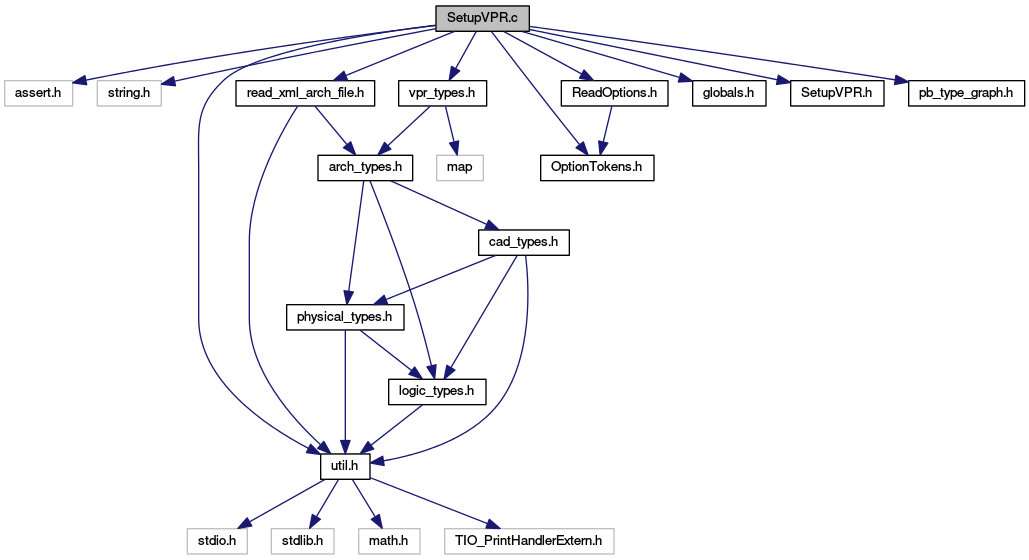 SetupVPR.c
assert.h
string.h
read_xml_arch_file.h
vpr_types.h
ReadOptions.h
globals.h
SetupVPR.h
pb_type_graph.h
arch_types.h
map
OptionTokens.h
cad_types.h
physical_types.h
logic_types.h
util.h
stdio.h
stdlib.h
math.h
TIO_PrintHandlerExtern.h